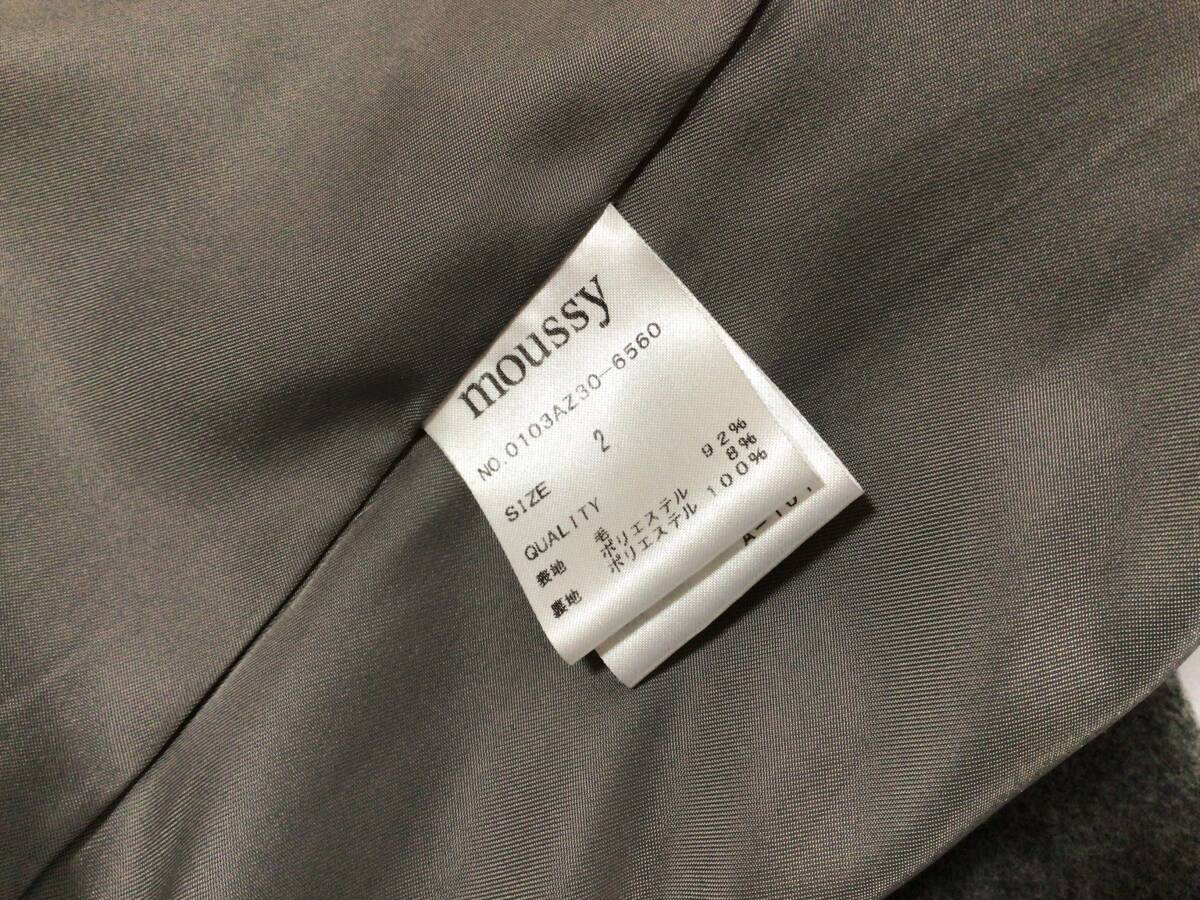 moussy
NO.0103AZ30-6560
SIZE 2
QUALITY
表地 毛 92%
ポリエステル 8%
裏地 ポリエステル 100%